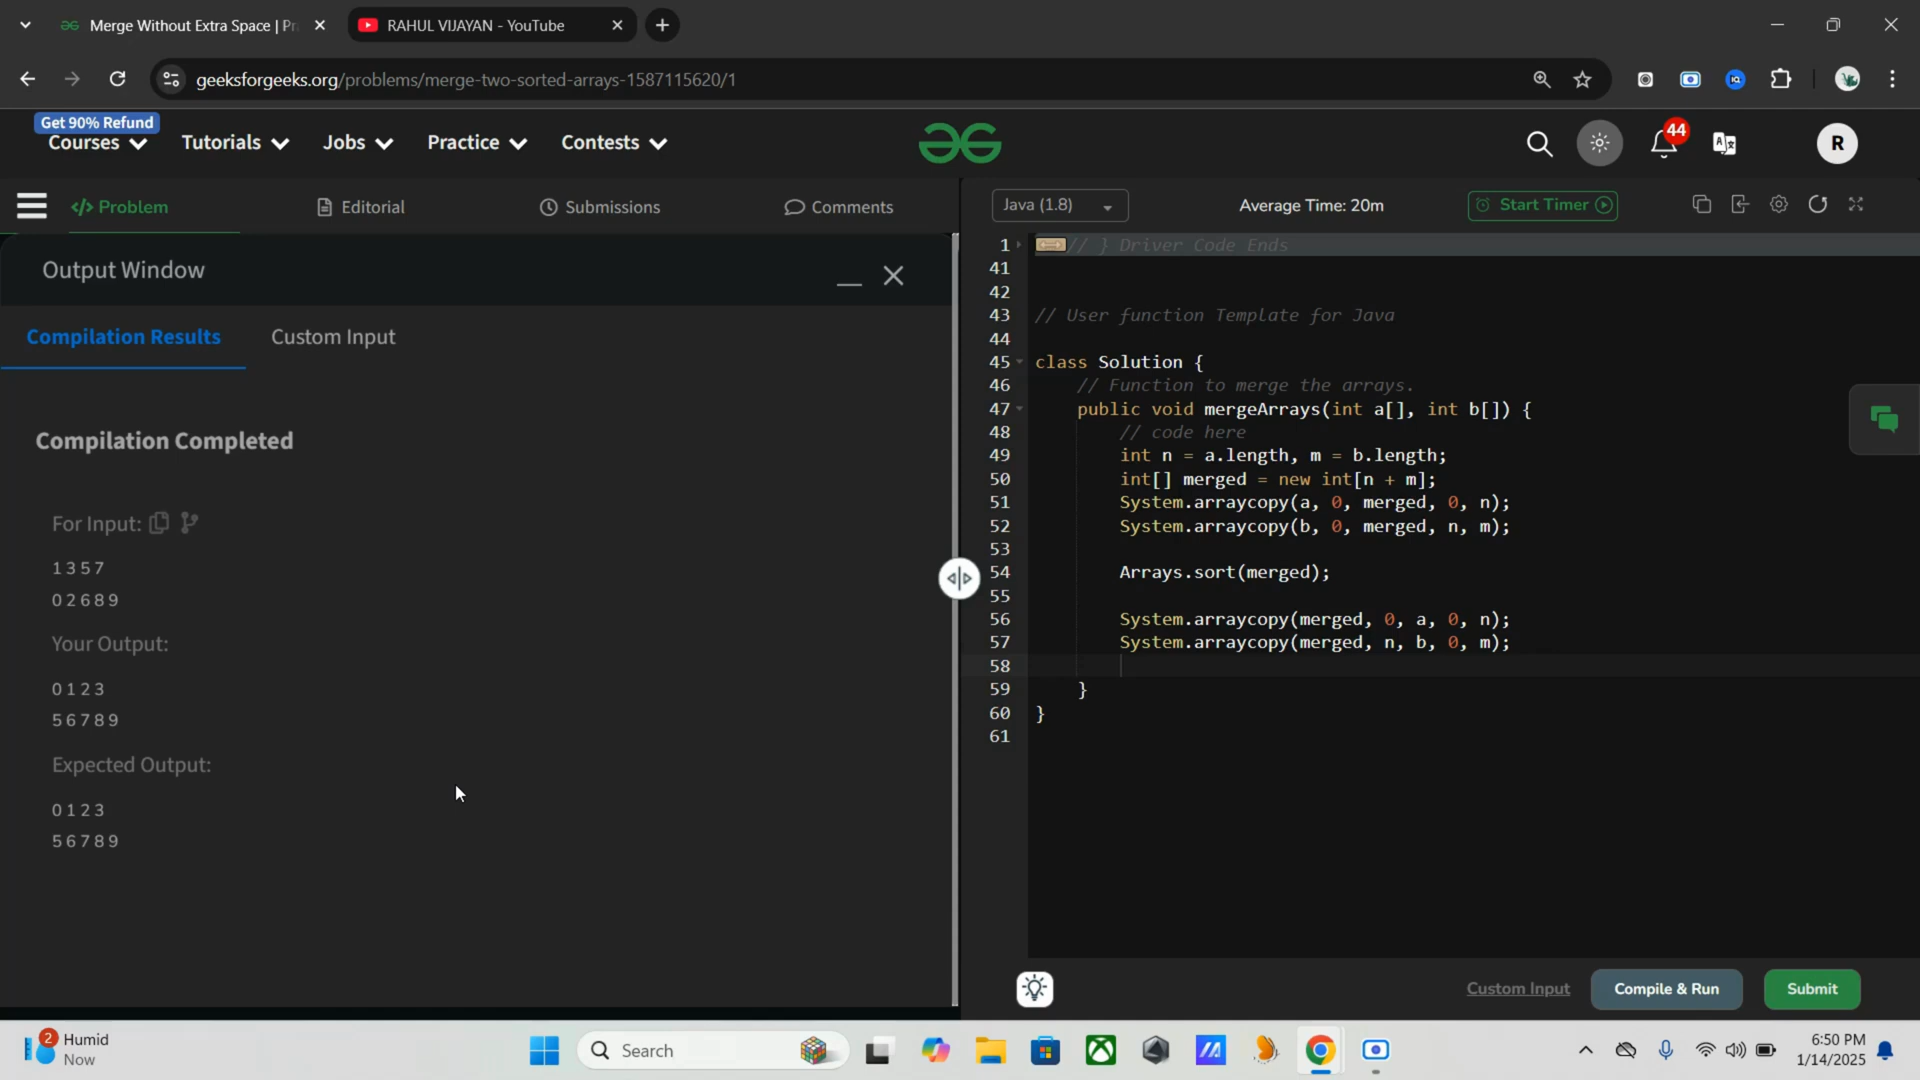 Merge Without Extra Space | Pr
RAHUL VIJAYAN - YouTube
geeksforgeeks.org/problems/merge-two-sorted-arrays-1587115620/1
Get 90% Refund
Courses
Tutorials
Jobs
Practice
Contests
44
R
</> Problem
Editorial
Submissions
Comments
Java (1.8)
Average Time: 20m
Start Timer
Output Window
Compilation Results
Custom Input
Compilation Completed
For Input:
1 3 5 7
0 2 6 8 9
Your Output:
0 1 2 3
5 6 7 8 9
Expected Output:
0 1 2 3
5 6 7 8 9
1 // } Driver Code Ends
41
42
43 // User function Template for Java
44
45 class Solution {
46 // Function to merge the arrays.
47 public void mergeArrays(int a[], int b[]) {
48 // code here
49 int n = a.length, m = b.length;
50 int[] merged = new int[n + m];
51 System.arraycopy(a, 0, merged, 0, n);
52 System.arraycopy(b, 0, merged, n, m);
53
54 Arrays.sort(merged);
55
56 System.arraycopy(merged, 0, a, 0, n);
57 System.arraycopy(merged, n, b, 0, m);
58
59 }
60 }
61
Custom Input
Compile & Run
Submit
2
Humid
Now
Search
6:50 PM
1/14/2025